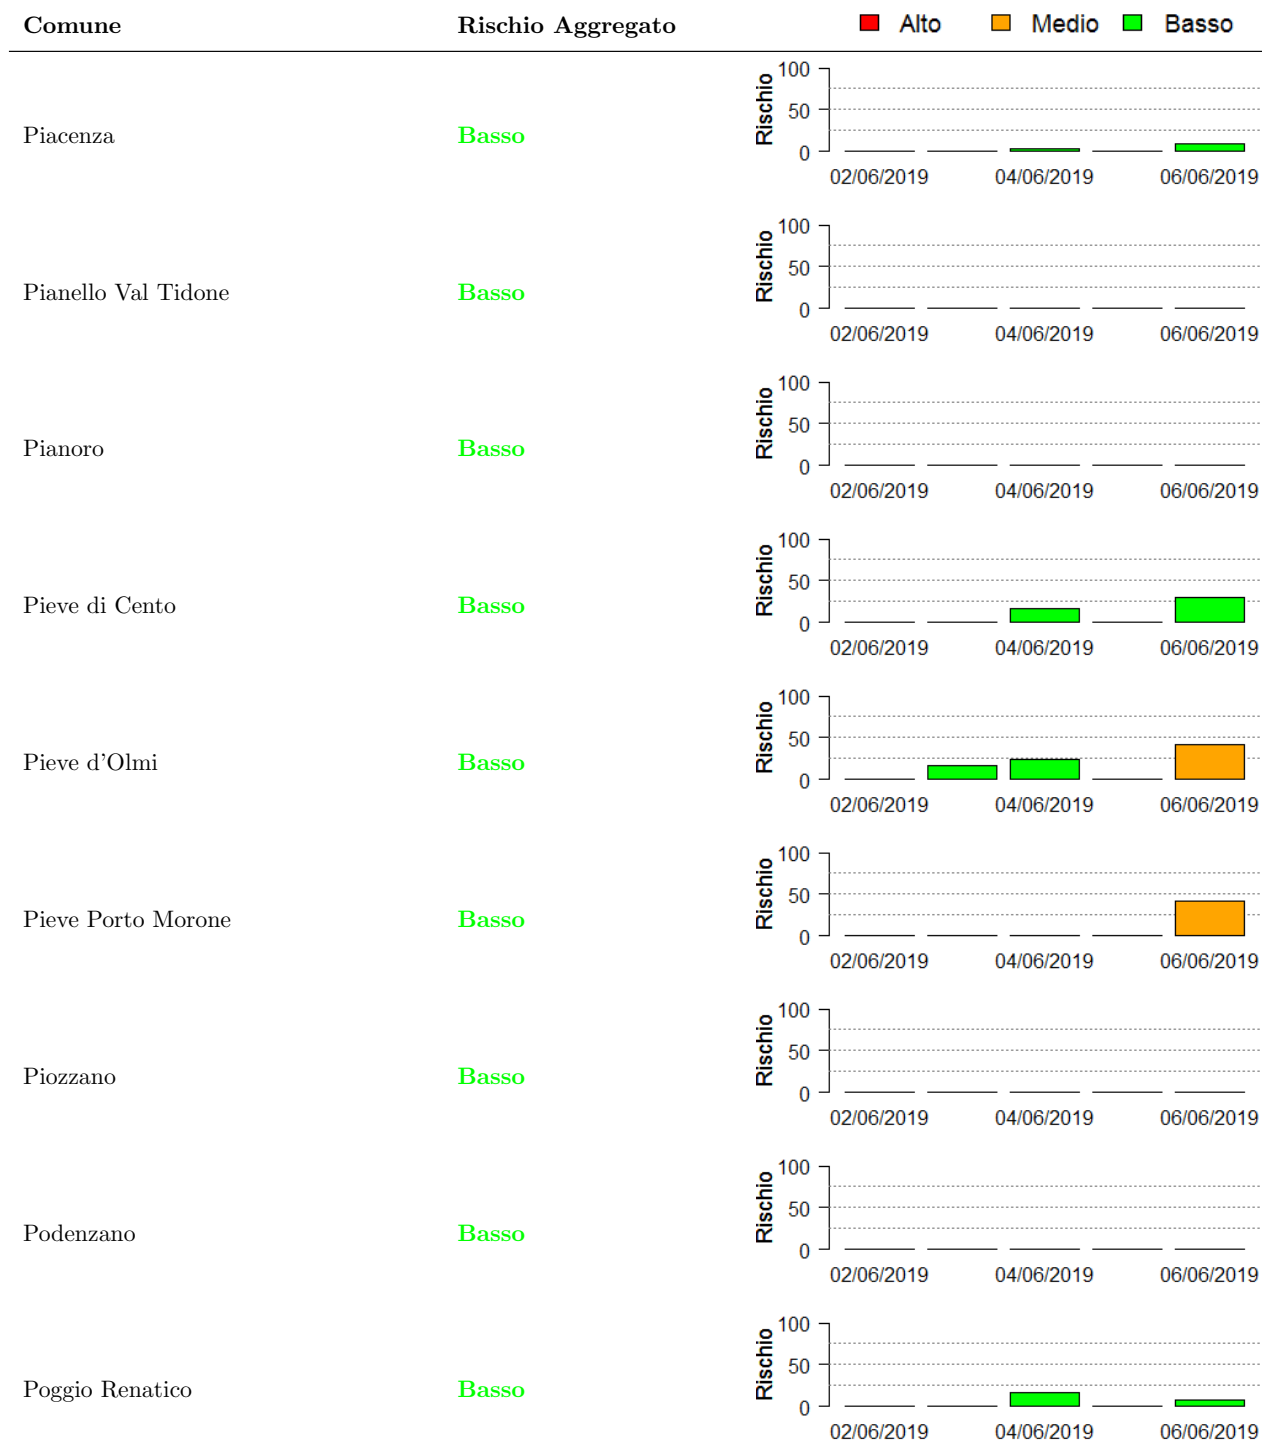 Comune Rischio Aggregato Alto Medio Basso
100
50
0
Rischio
Piacenza Basso
02/06/2019 04/06/2019 06/06/2019
100
50
0
Rischio
Pianello Val Tidone Basso
02/06/2019 04/06/2019 06/06/2019
100
50
0
Rischio
Pianoro Basso
02/06/2019 04/06/2019 06/06/2019
100
50
0
Rischio
Pieve di Cento Basso
02/06/2019 04/06/2019 06/06/2019
100
50
0
Rischio
Pieve d'Olmi Basso
02/06/2019 04/06/2019 06/06/2019
100
50
0
Rischio
Pieve Porto Morone Basso
02/06/2019 04/06/2019 06/06/2019
100
50
0
Rischio
Piozzano Basso
02/06/2019 04/06/2019 06/06/2019
100
50
0
Rischio
Podenzano Basso
02/06/2019 04/06/2019 06/06/2019
100
50
0
Rischio
Poggio Renatico Basso
02/06/2019 04/06/2019 06/06/2019